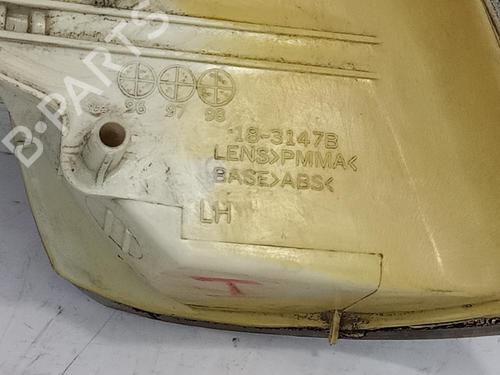 B-PARTS
96 97 98
18-3147B
LENS>PMMA<
BASE>ABS<
LH